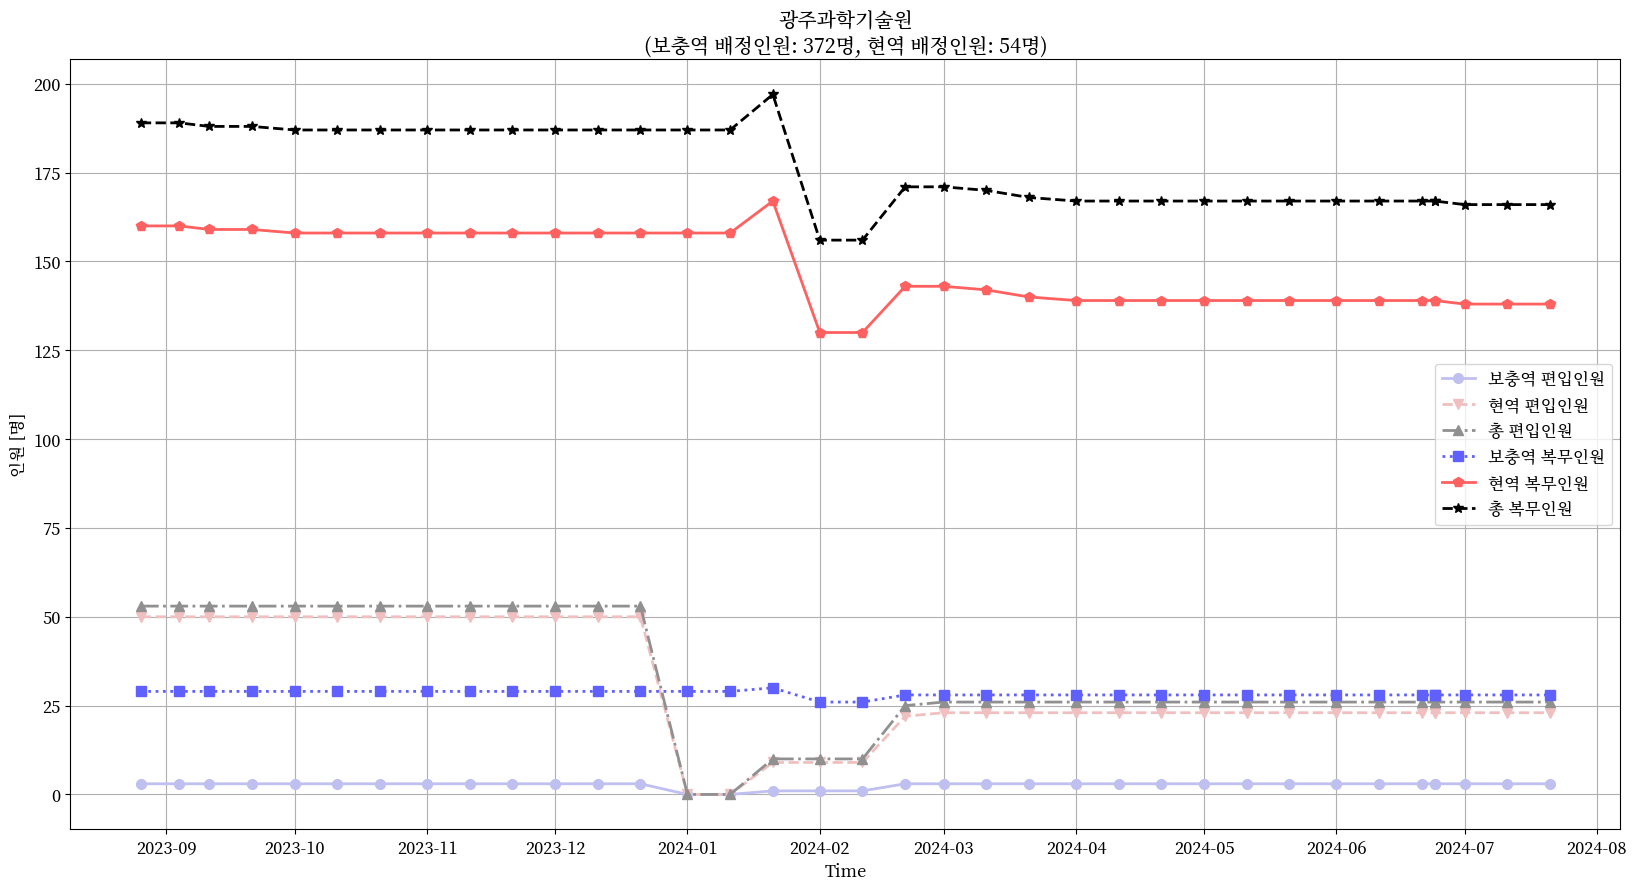 광주과학기술원
(보충역 배정인원: 372명, 현역 배정인원: 54명)
200
175
150
125
100
75
50
25
0
인원 [명]
보충역 편입인원
현역 편입인원
총 편입인원
보충역 복무인원
현역 복무인원
총 복무인원
2023-09 2023-10 2023-11 2023-12 2024-01 2024-02 2024-03 2024-04 2024-05 2024-06 2024-07 2024-08
Time